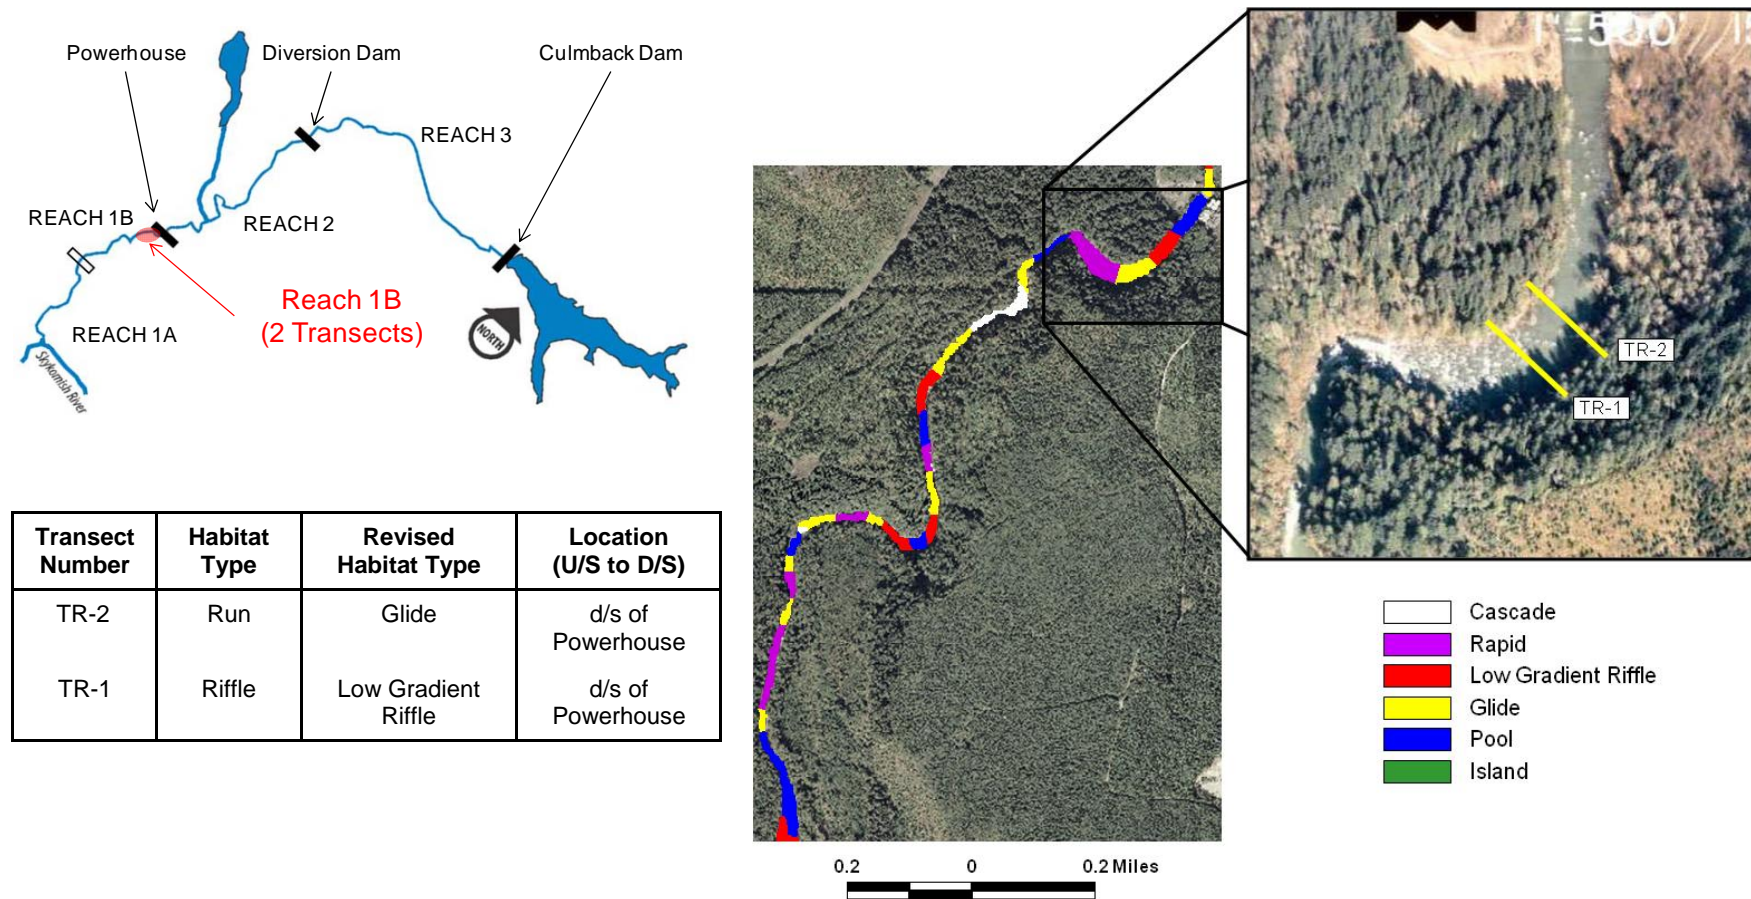 Powerhouse
Diversion Dam
Culmback Dam
REACH 3
REACH 1B
REACH 2
Reach 1B
(2 Transects)
NORTH
REACH 1A
Skykomish River
Transect Number
Habitat Type
Revised Habitat Type
Location (U/S to D/S)
TR-2 Run Glide d/s of Powerhouse
TR-1 Riffle Low Gradient Riffle d/s of Powerhouse
1"=500'
TR-2
TR-1
Cascade
Rapid
Low Gradient Riffle
Glide
Pool
Island
0.2 0 0.2 Miles